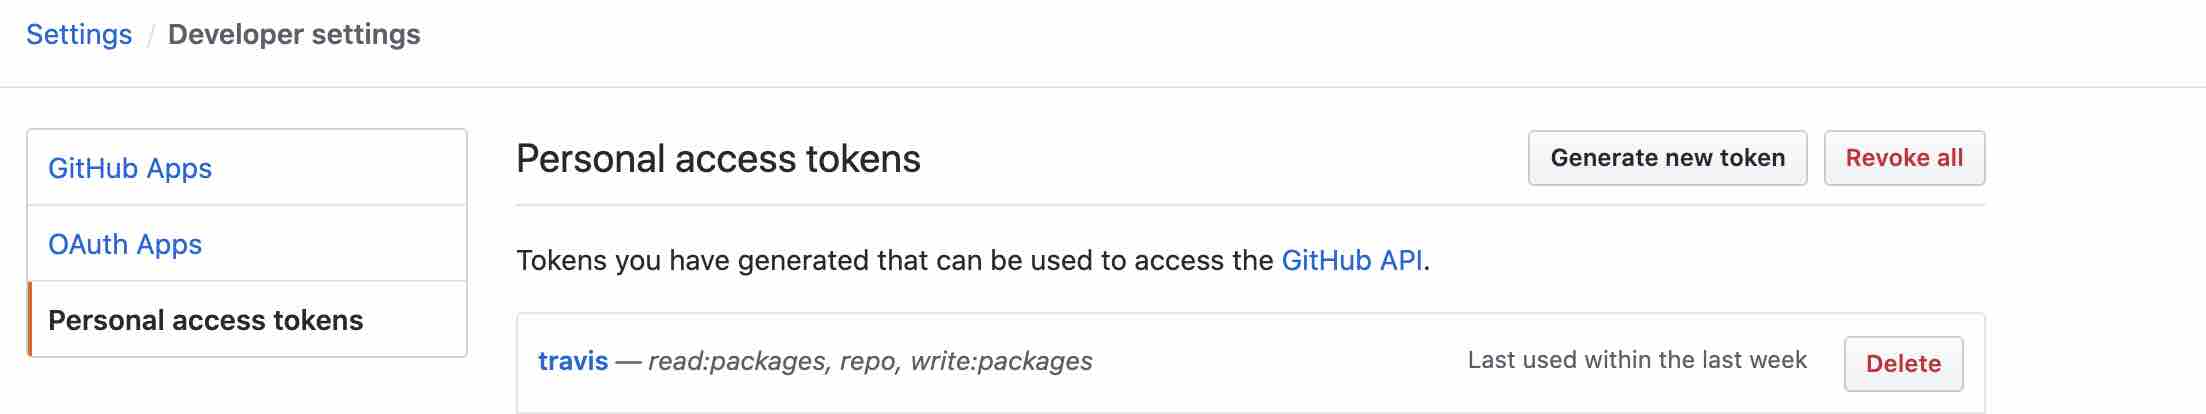 Settings / Developer settings
GitHub Apps
OAuth Apps
Personal access tokens
Personal access tokens
Generate new token
Revoke all
Tokens you have generated that can be used to access the GitHub API.
travis — read:packages, repo, write:packages
Last used within the last week
Delete